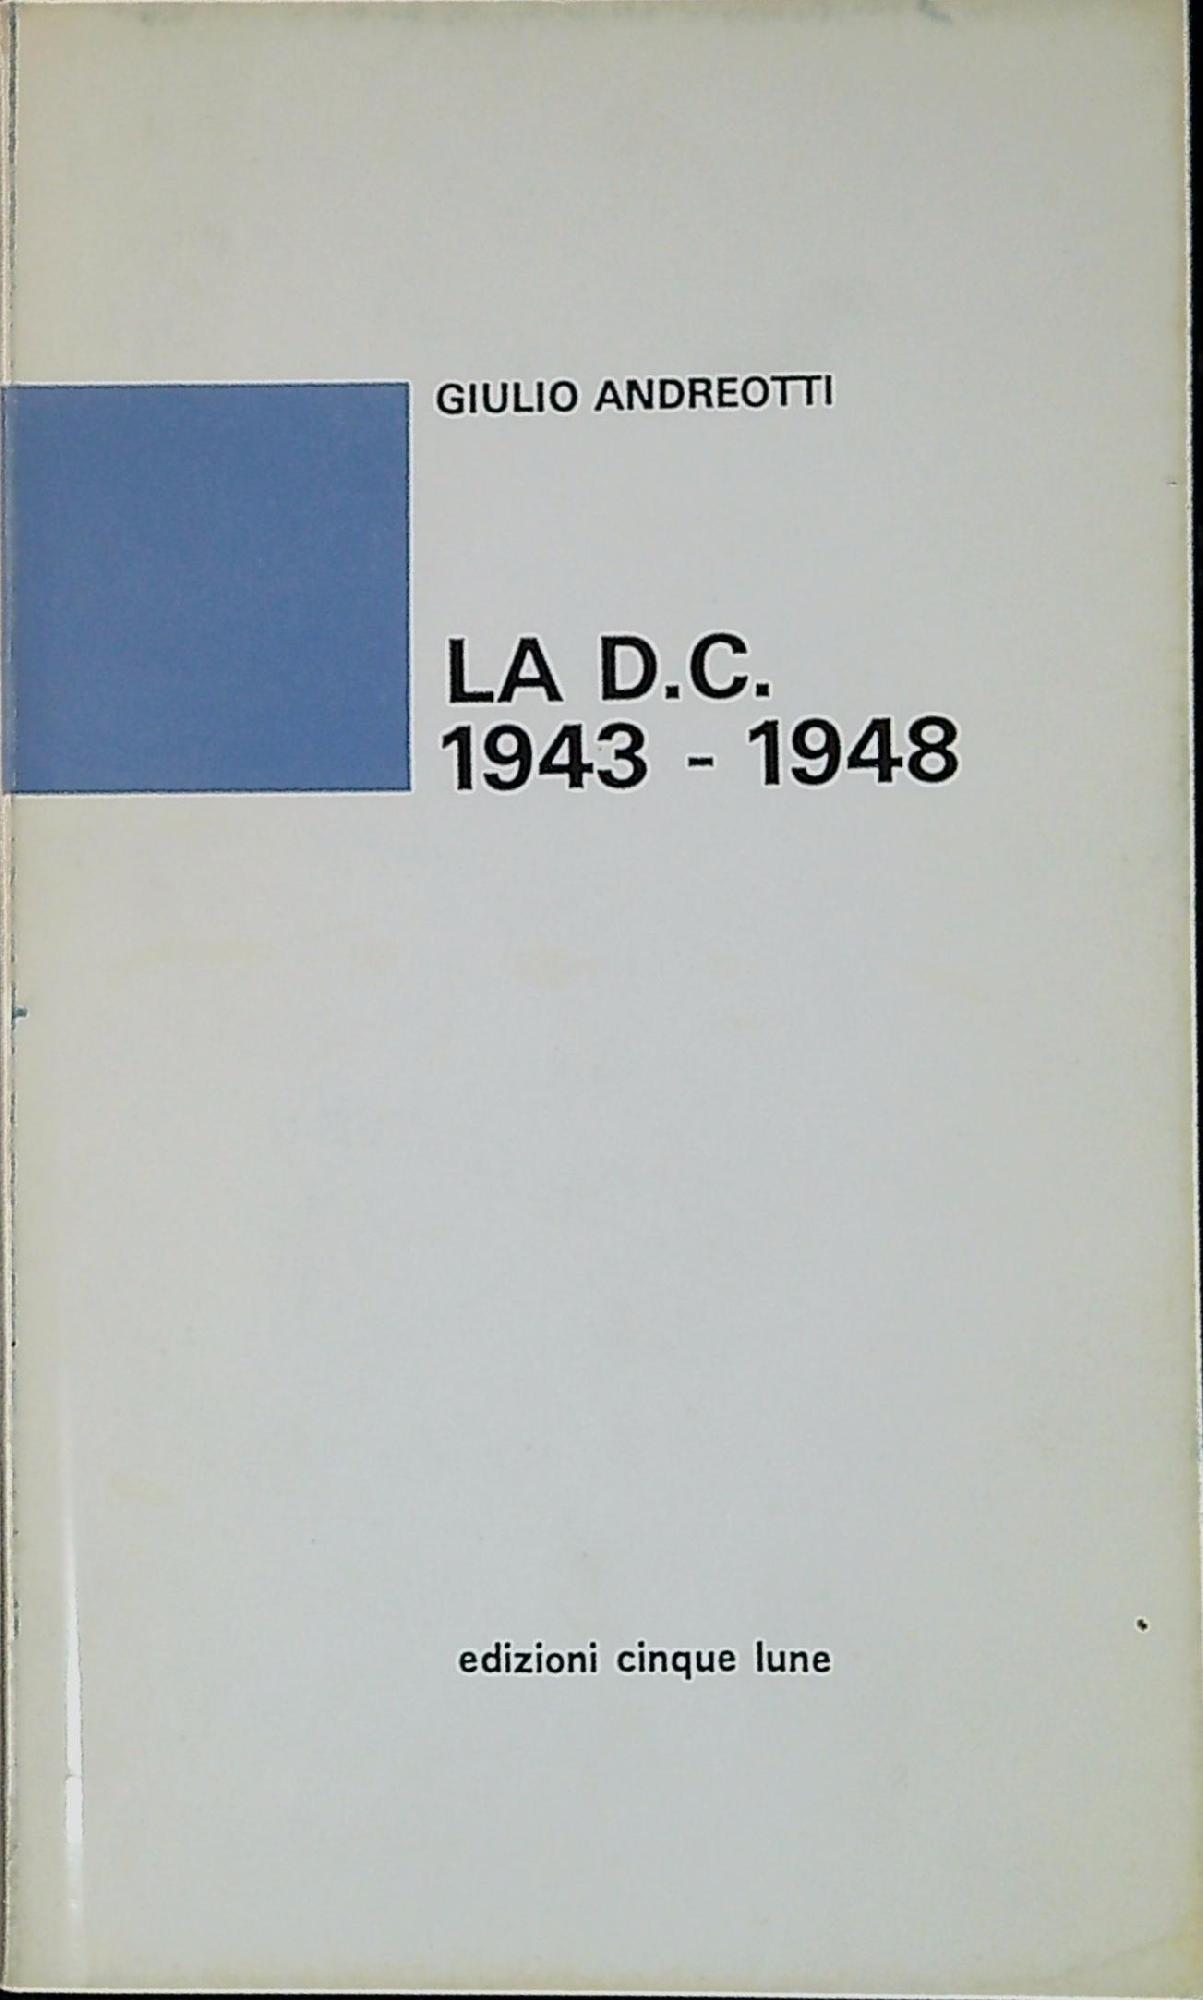 GIULIO ANDREOTTI
LA D.C.
1943 - 1948
edizioni cinque lune